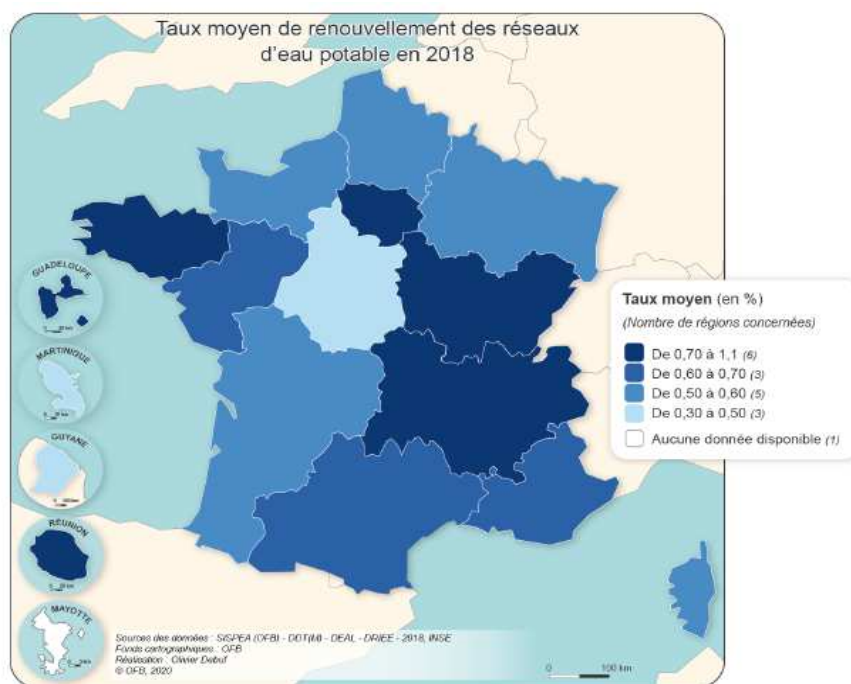 Taux moyen de renouvellement des réseaux
d'eau potable en 2018
GUADELOUPE
MARTINIQUE
GUYANE
RÉUNION
MAYOTTE
Taux moyen (en %)
(Nombre de régions concernées)
De 0,70 à 1,1 (6)
De 0,60 à 0,70 (3)
De 0,50 à 0,60 (5)
De 0,30 à 0,50 (3)
Aucune donnée disponible (1)
Sources des données : SISPEA (OFB) - DDT(M) - DEAL - DRIEE - 2018, INSE
Fonds cartographiques : OFB
Réalisation : Olivier Debuf
© OFB, 2020
0 100 km